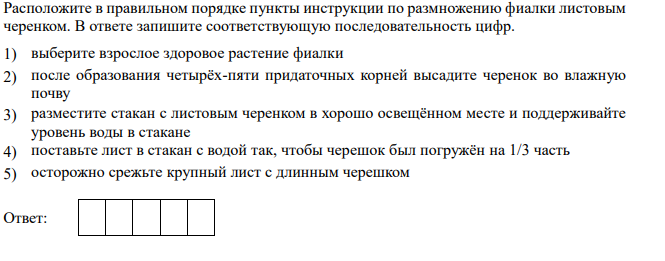 Расположите в правильном порядке пункты инструкции по размножению фиалки листовым
черенком. В ответе запишите соответствующую последовательность цифр.
1) выберите взрослое здоровое растение фиалки
2) после образования четырёх-пяти придаточных корней высадите черенок во влажную
почву
3) разместите стакан с листовым черенком в хорошо освещённом месте и поддерживайте
уровень воды в стакане
4) поставьте лист в стакан с водой так, чтобы черешок был погружён на 1/3 часть
5) осторожно срежьте крупный лист с длинным черешком
Ответ: